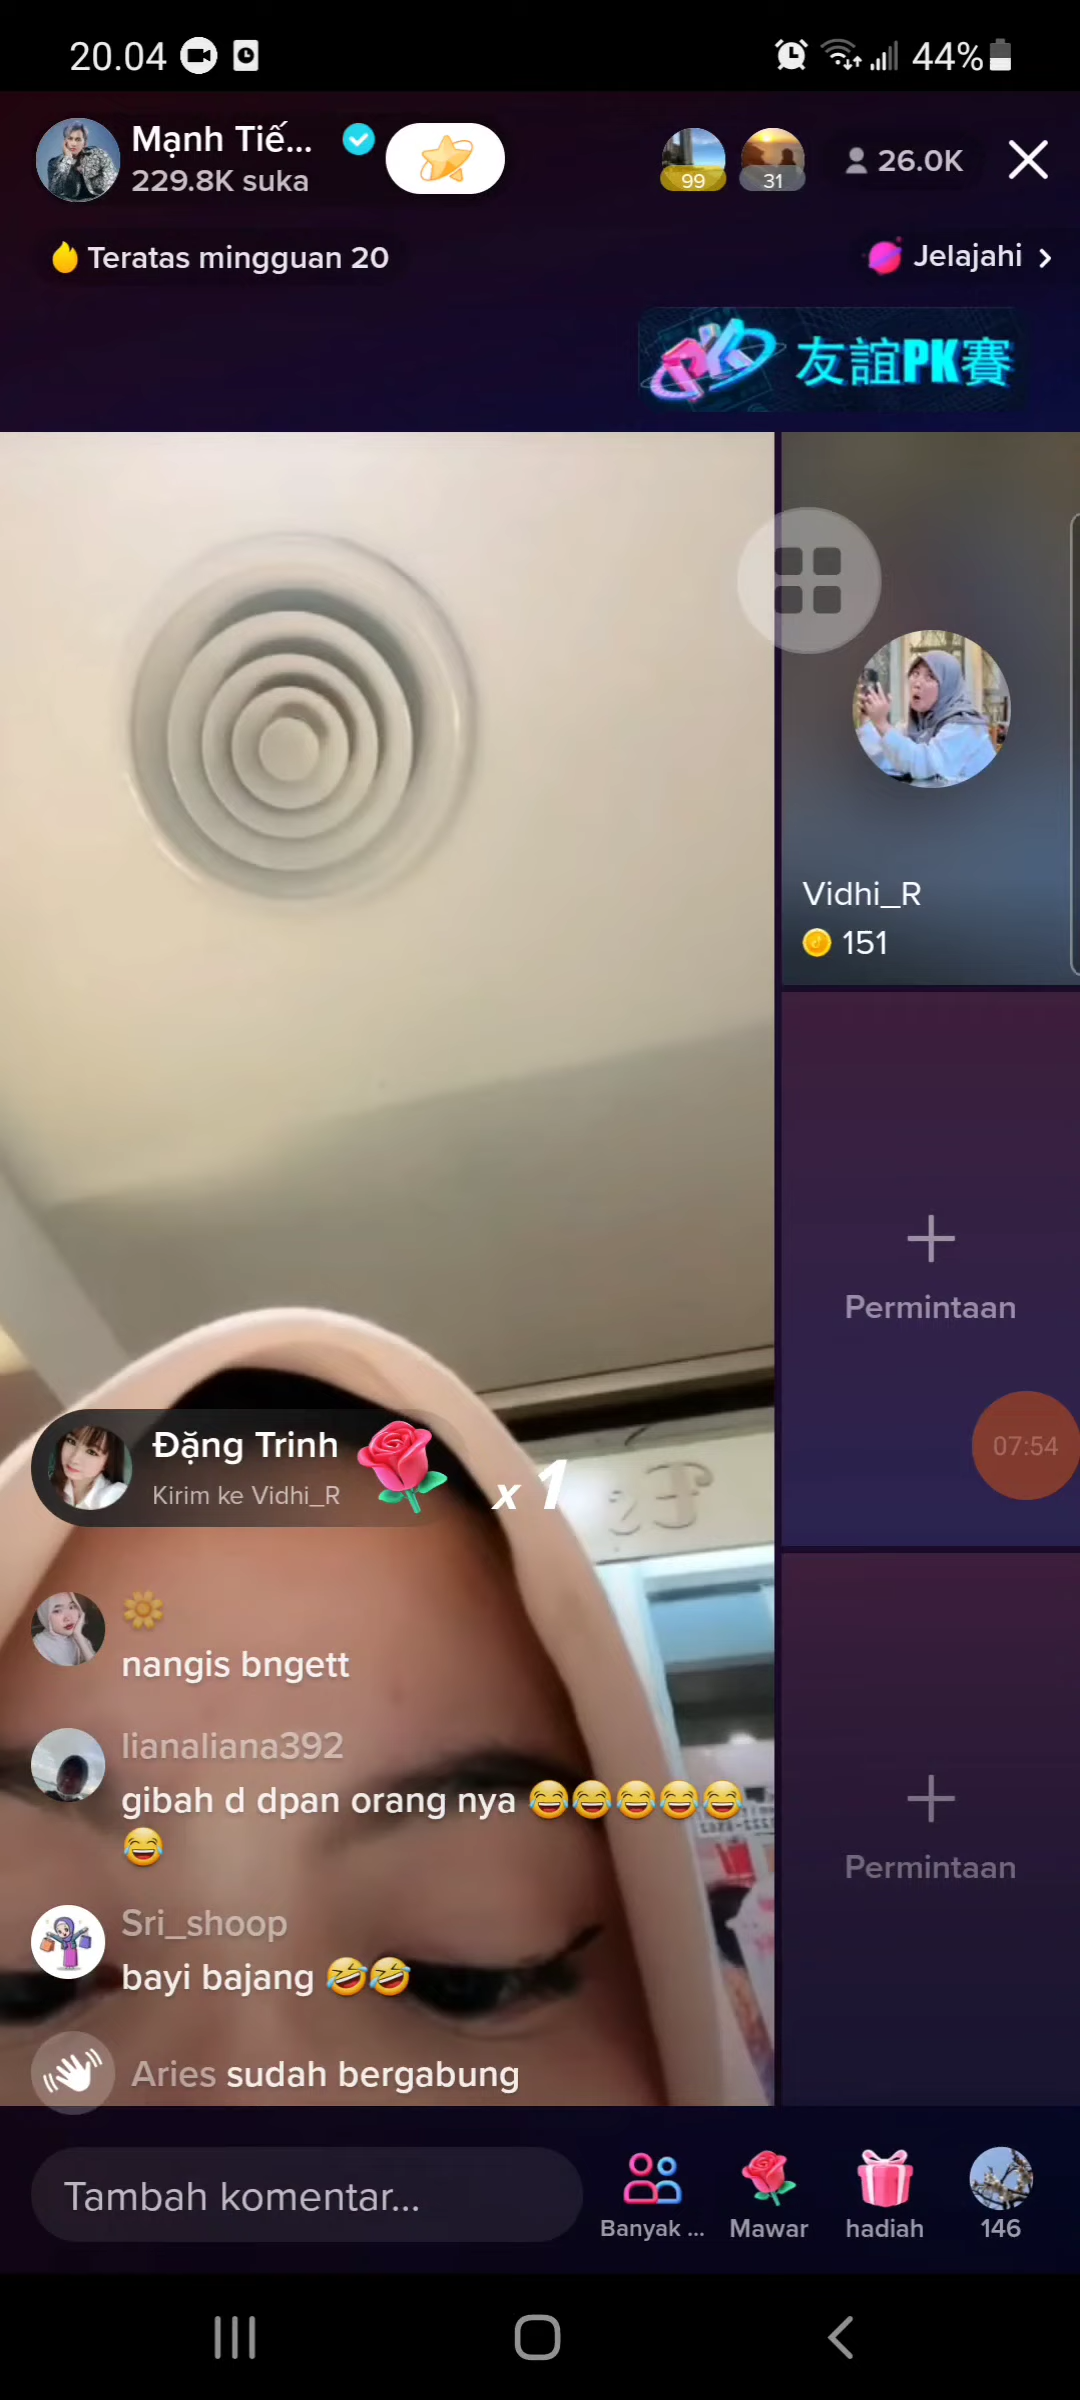 20.04
44%
Mạnh Tiế...
229.8K suka
99
31
26.0K
Teratas mingguan 20
Jelajahi
友誼PK賽
Vidhi_R
151
Permintaan
07:54
Đặng Trinh
Kirim ke Vidhi_R
x 1
nangis bngett
lianaliana392
gibah d dpan orang nya 😂😂😂😂😂
😂
Permintaan
Sri_shoop
bayi bajang 🤣🤣
Aries sudah bergabung
Tambah komentar...
Banyak ...
Mawar
hadiah
146